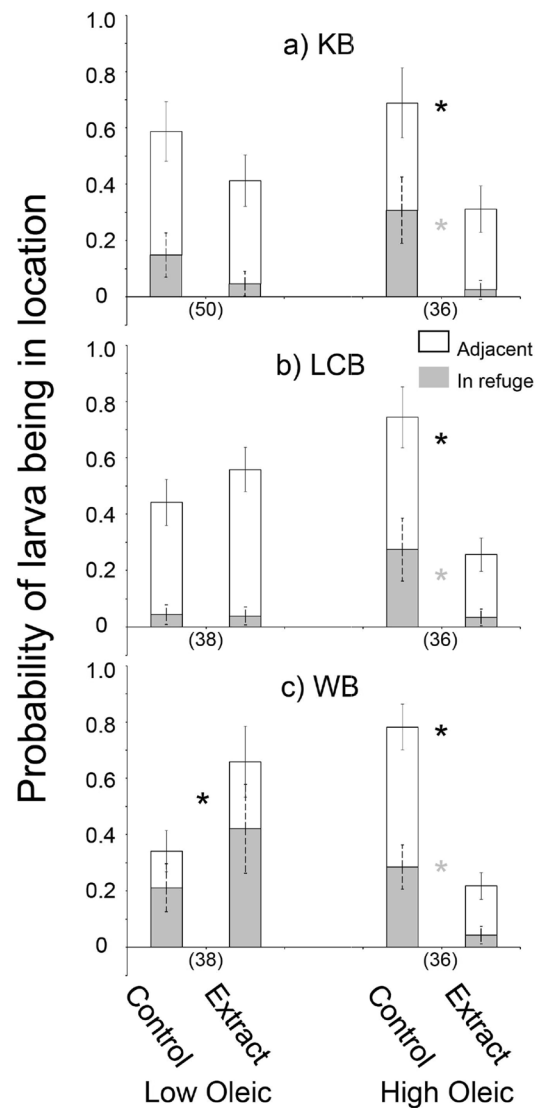 Probability of larva being in location
a) KB
1.0
0.8
0.6
0.4
0.2
0
*
*
(50)
(36)
Adjacent
In refuge
b) LCB
1.0
0.8
0.6
0.4
0.2
0
*
*
(38)
(36)
c) WB
1.0
0.8
0.6
0.4
0.2
0
*
*
*
(38)
(36)
Control
Extract
Control
Extract
Low Oleic
High Oleic